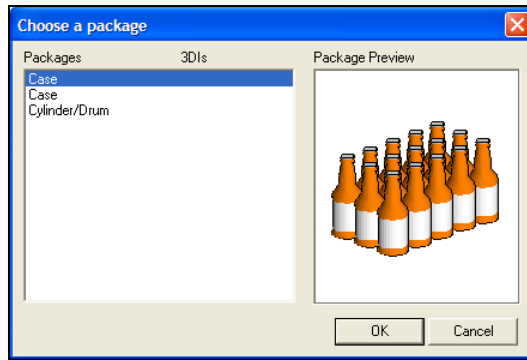 Choose a package
Packages 3DIs Package Preview
Case
Case
Cylinder/Drum
OK Cancel